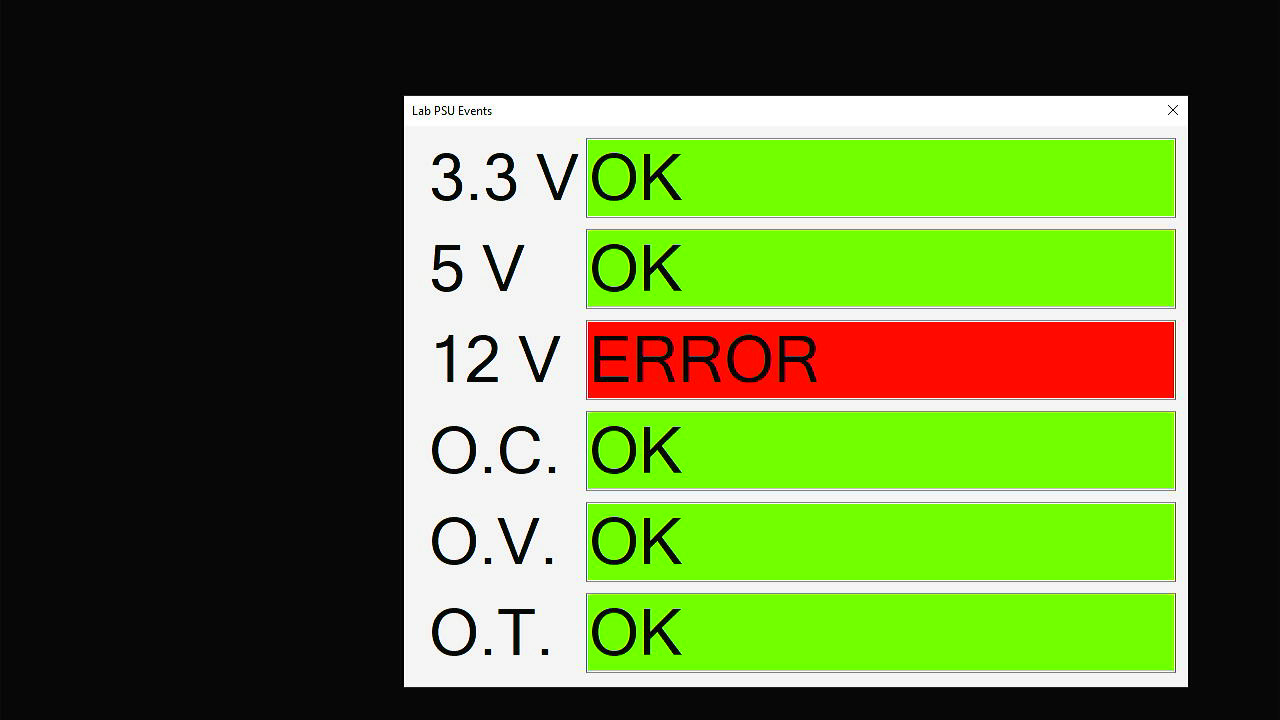 Lab PSU Events
3.3 V OK
5 V OK
12 V ERROR
O.C. OK
O.V. OK
O.T. OK